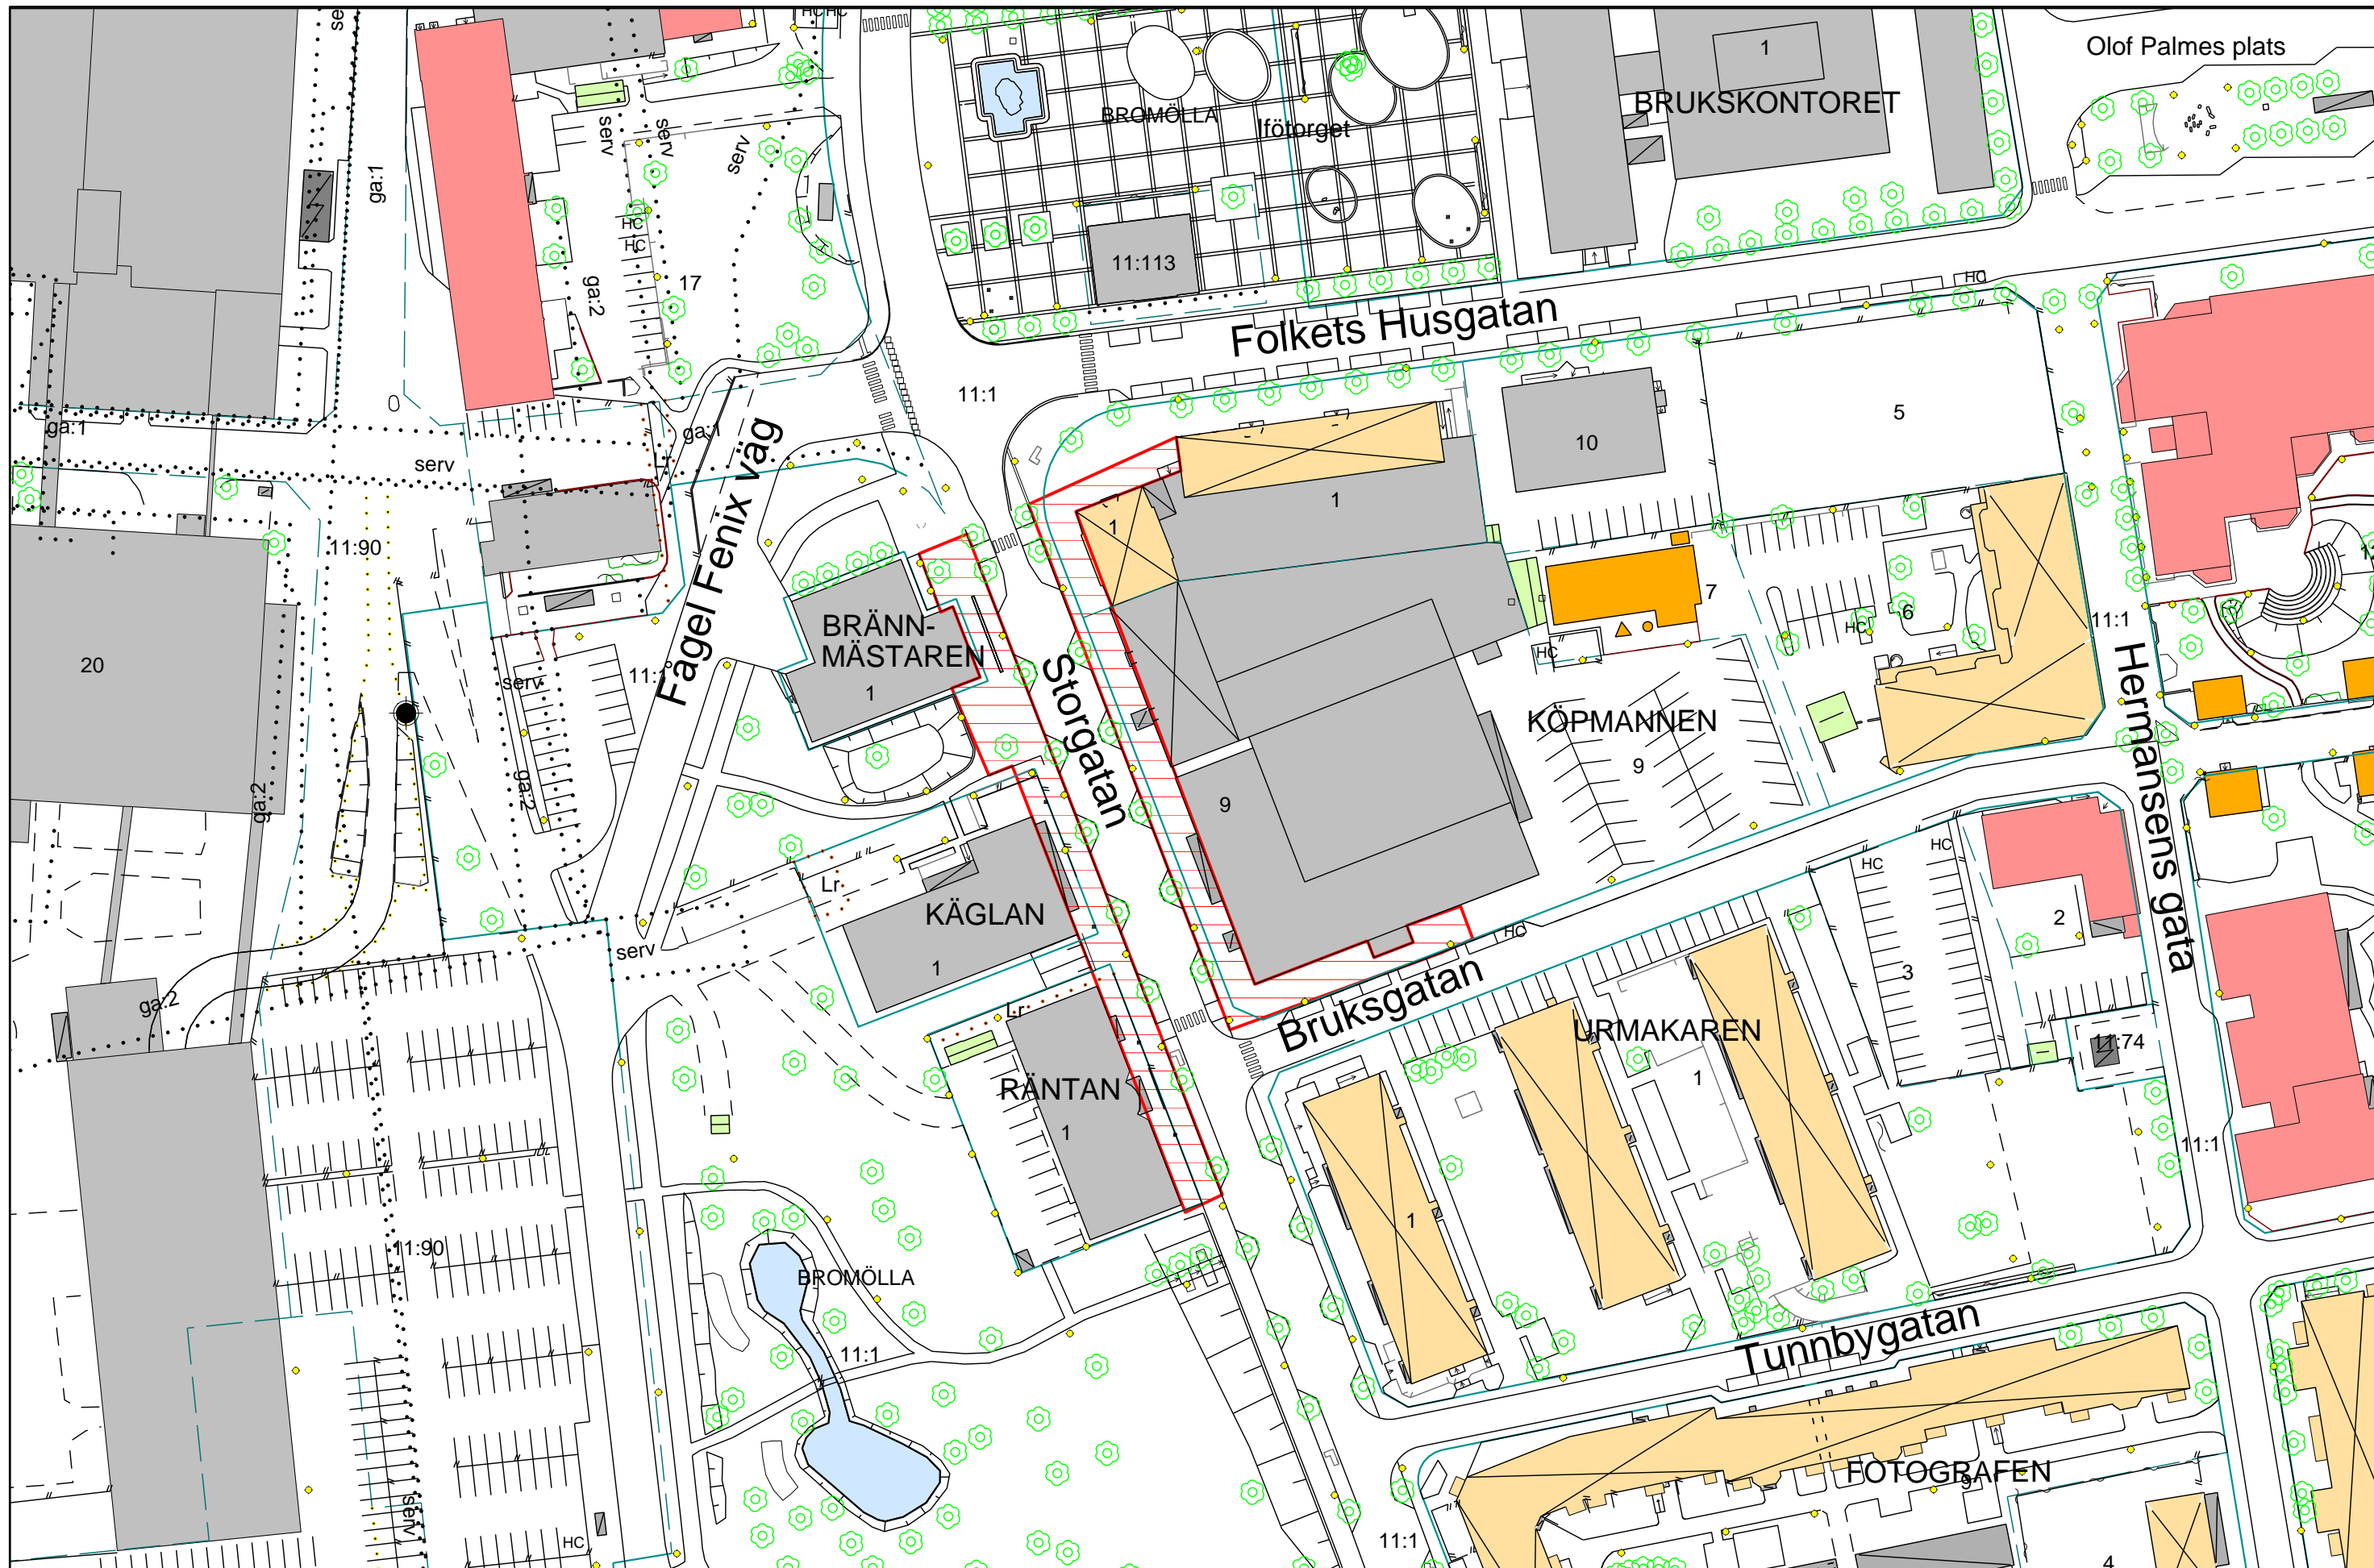 se
HC HC
1
Olof Palmes plats
BRUKSKONTORET
BROMÖLLA
Ifötorget
serv
serv
serv
ga:1
HC
HC
11:113
17
ga:2
HC
Folkets Husgatan
11:1
5
ga:1
ga:1
10
serv
Fågel Fenix väg
1
1
11:90
7
6
HC
11:1
BRÄNN-
MÄSTAREN
1
20
serv
11:1
HC
Storgatan
Hermansens gata
KÖPMANNEN
9
ga:2
ga:2
9
HC
HC
Lr
KÄGLAN
1
2
HC
serv
3
ga:2
Lr
Bruksgatan
URMAKAREN
1
11:74
RÄNTAN
1
11:1
1
11:90
BROMÖLLA
11:1
Tunnbygatan
FOTOGRAFEN
9
serv
HC
11:1
4